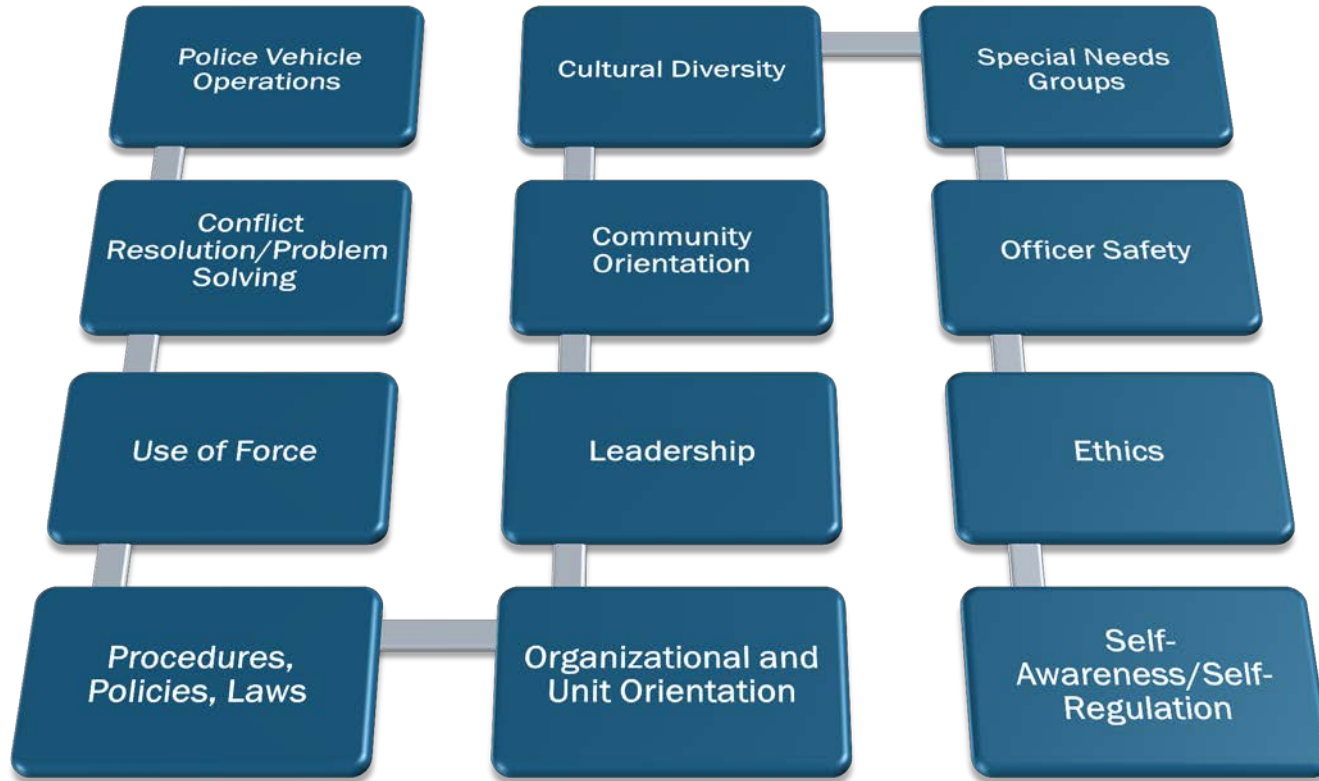 Police Vehicle
Operations
Conflict
Resolution/Problem
Solving
Use of Force
Procedures,
Policies, Laws
Organizational and
Unit Orientation
Leadership
Community
Orientation
Cultural Diversity
Special Needs
Groups
Officer Safety
Ethics
Self-
Awareness/Self-
Regulation